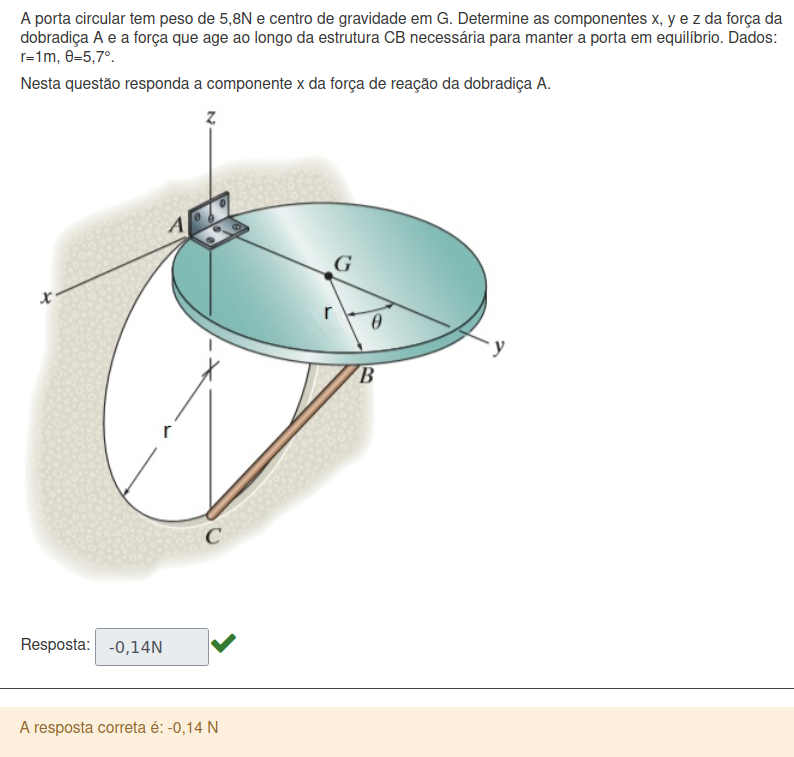 A porta circular tem peso de 5,8N e centro de gravidade em G. Determine as componentes x, y e z da força da
dobradiça A e a força que age ao longo da estrutura CB necessária para manter a porta em equilíbrio. Dados:
r=1m, θ=5,7°.
Nesta questão responda a componente x da força de reação da dobradiça A.
z
A
G
x
r
θ
y
B
r
C
Resposta: -0,14N
A resposta correta é: -0,14 N